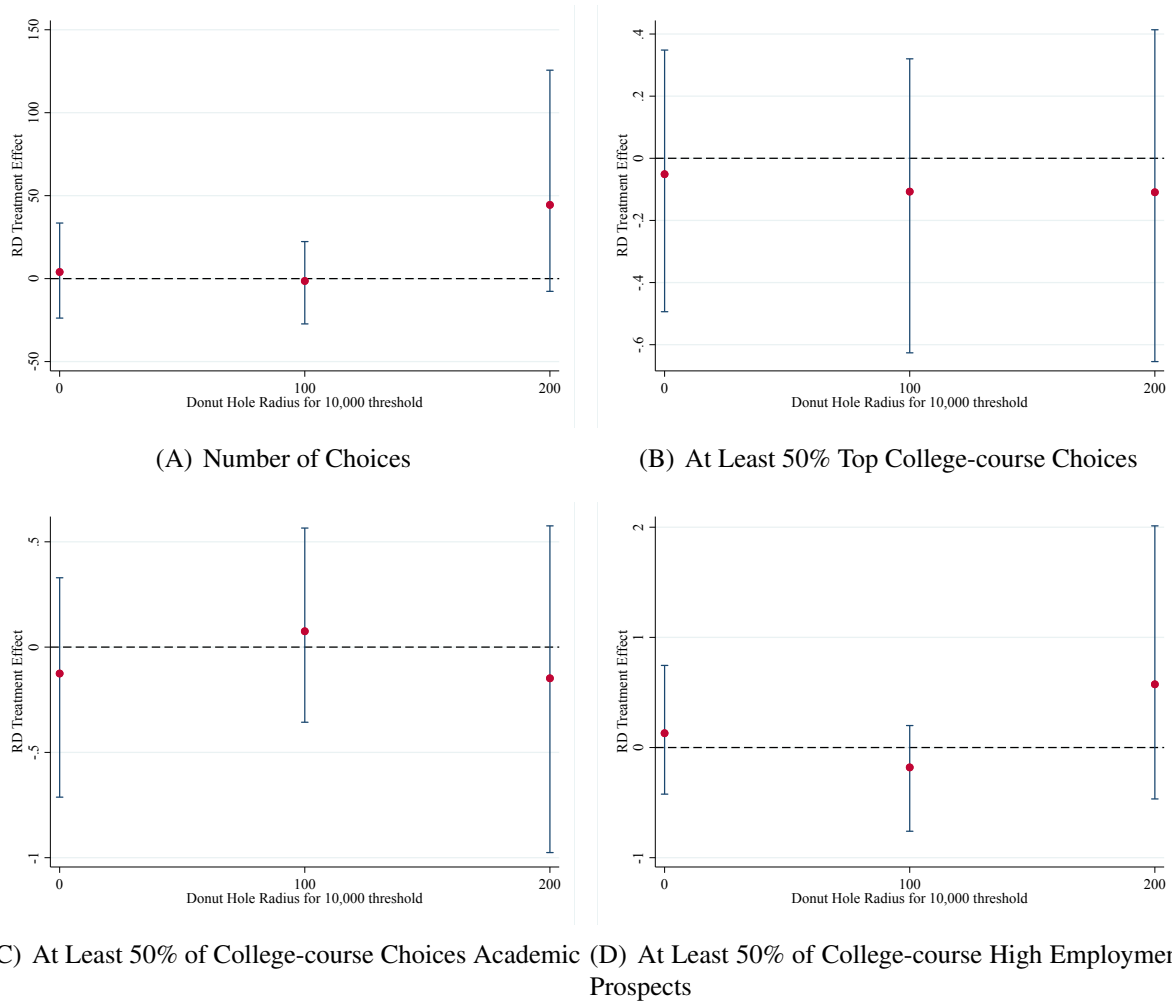 RD Treatment Effect
-50 0 50 100 150
0 100 200
Donut Hole Radius for 10,000 threshold
(A) Number of Choices
RD Treatment Effect
-.6 -.4 -.2 0 .2 .4
0 100 200
Donut Hole Radius for 10,000 threshold
(B) At Least 50% Top College-course Choices
RD Treatment Effect
-1 -.5 0 .5
0 100 200
Donut Hole Radius for 10,000 threshold
C) At Least 50% of College-course Choices Academic
RD Treatment Effect
-1 0 1 2
0 100 200
Donut Hole Radius for 10,000 threshold
(D) At Least 50% of College-course High Employmen
Prospects